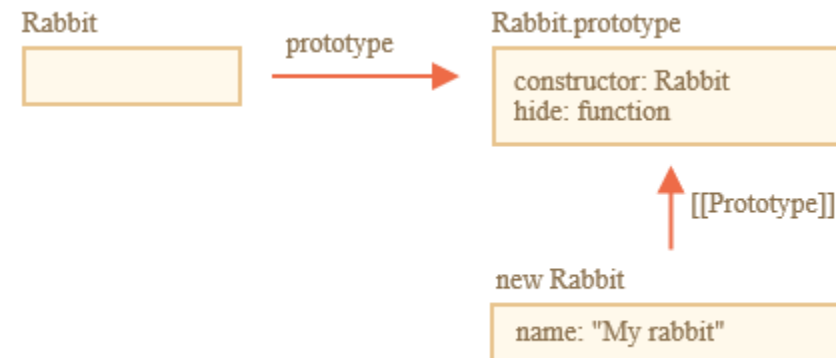 Rabbit
prototype
Rabbit.prototype
constructor: Rabbit
hide: function
[[Prototype]]
new Rabbit
name: "My rabbit"